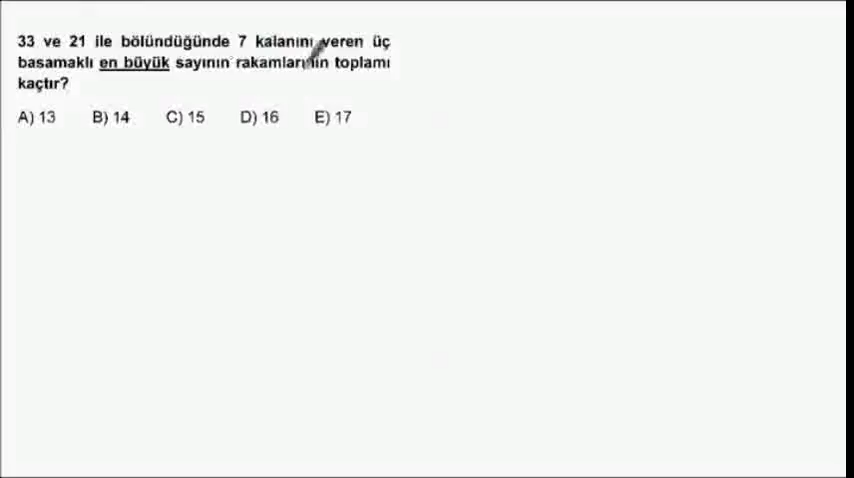 33 ve 21 ile bölündüğünde 7 kalanını veren üç
basamaklı en büyük sayının rakamlarının toplamı
kaçtır?
A) 13 B) 14 C) 15 D) 16 E) 17